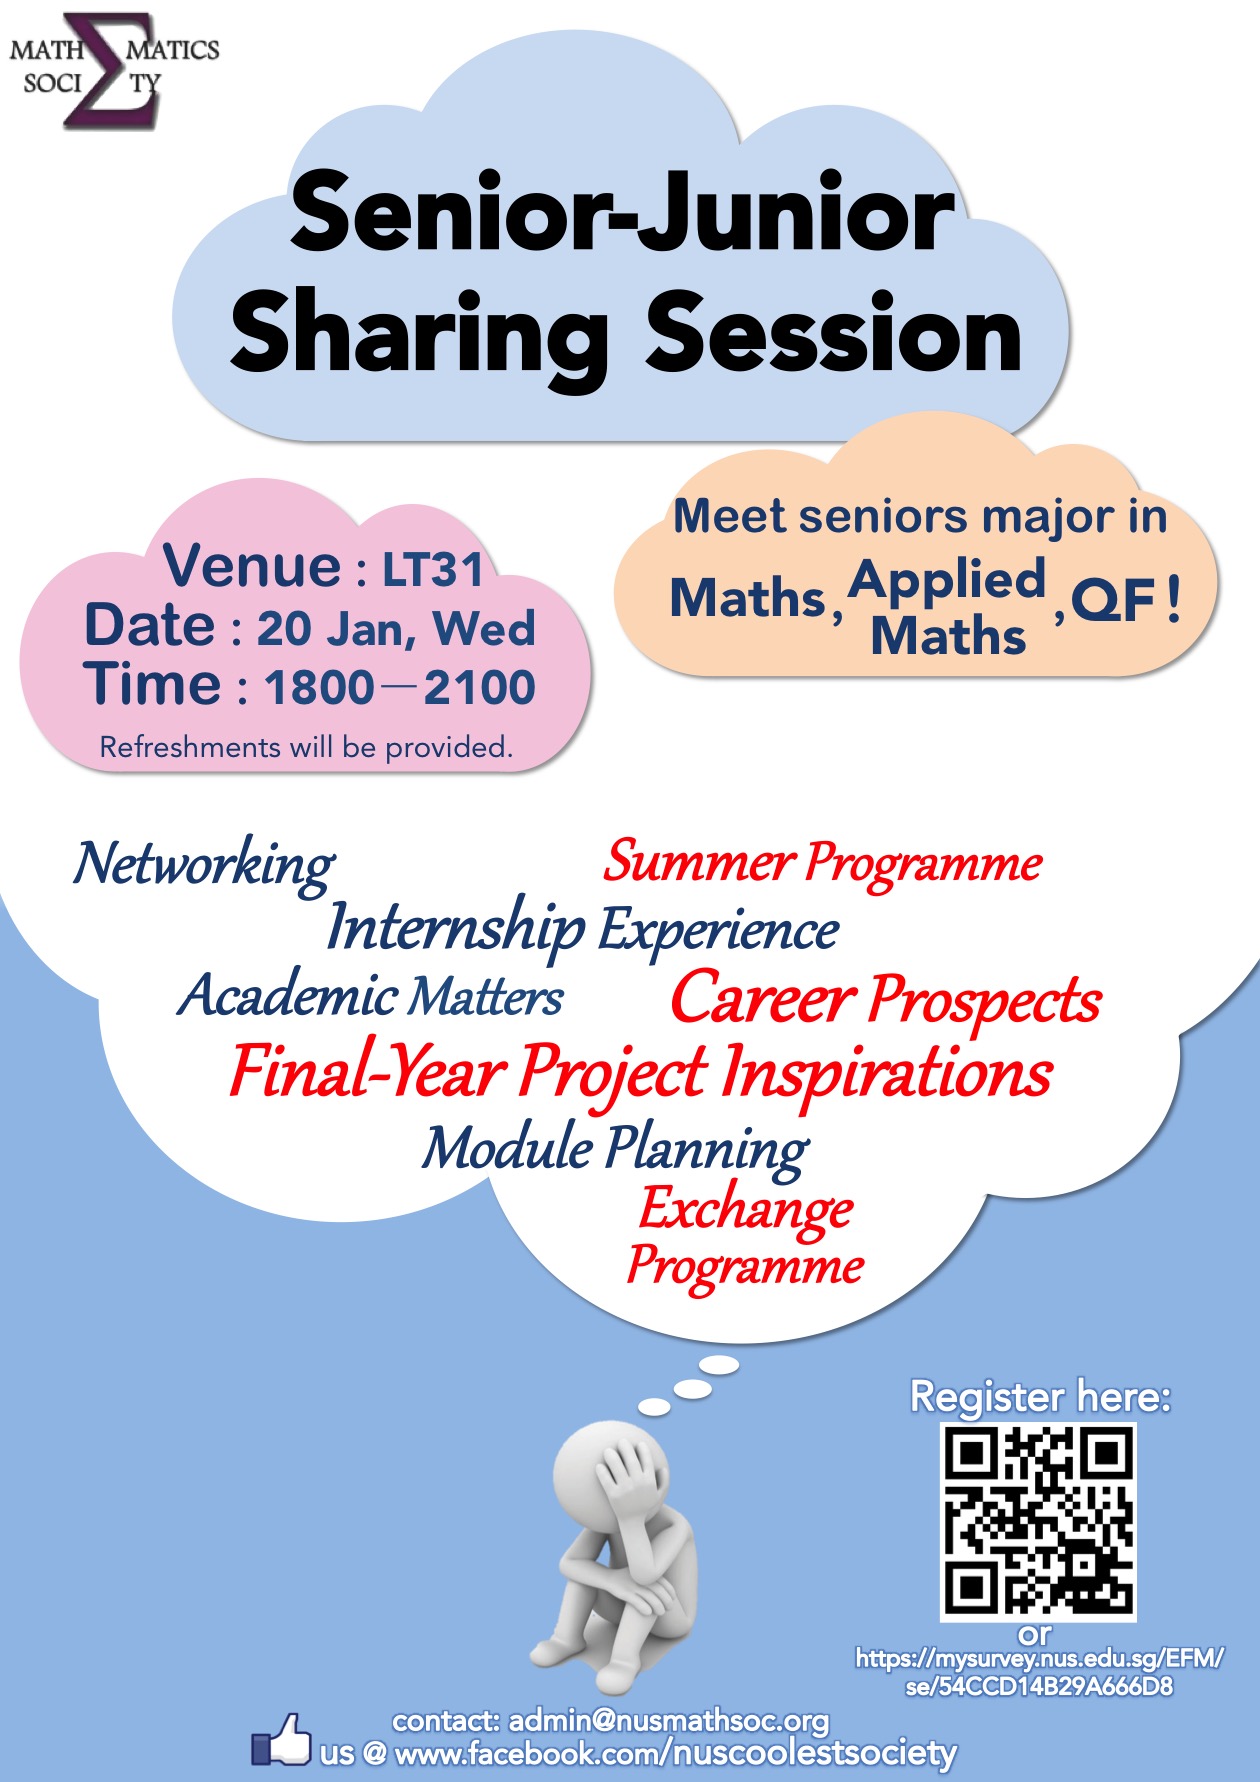 MATH MATICS
SOCI TY
Senior-Junior
Sharing Session
Venue : LT31
Date : 20 Jan, Wed
Time : 1800—2100
Refreshments will be provided.
Meet seniors major in
Maths, Applied Maths, QF!
Networking
Summer Programme
Internship Experience
Academic Matters
Career Prospects
Final-Year Project Inspirations
Module Planning
Exchange
Programme
Register here:
or
https://mysurvey.nus.edu.sg/EFM/
se/54CCD14B29A666D8
contact: admin@nusmathsoc.org
us @ www.facebook.com/nuscoolestsociety